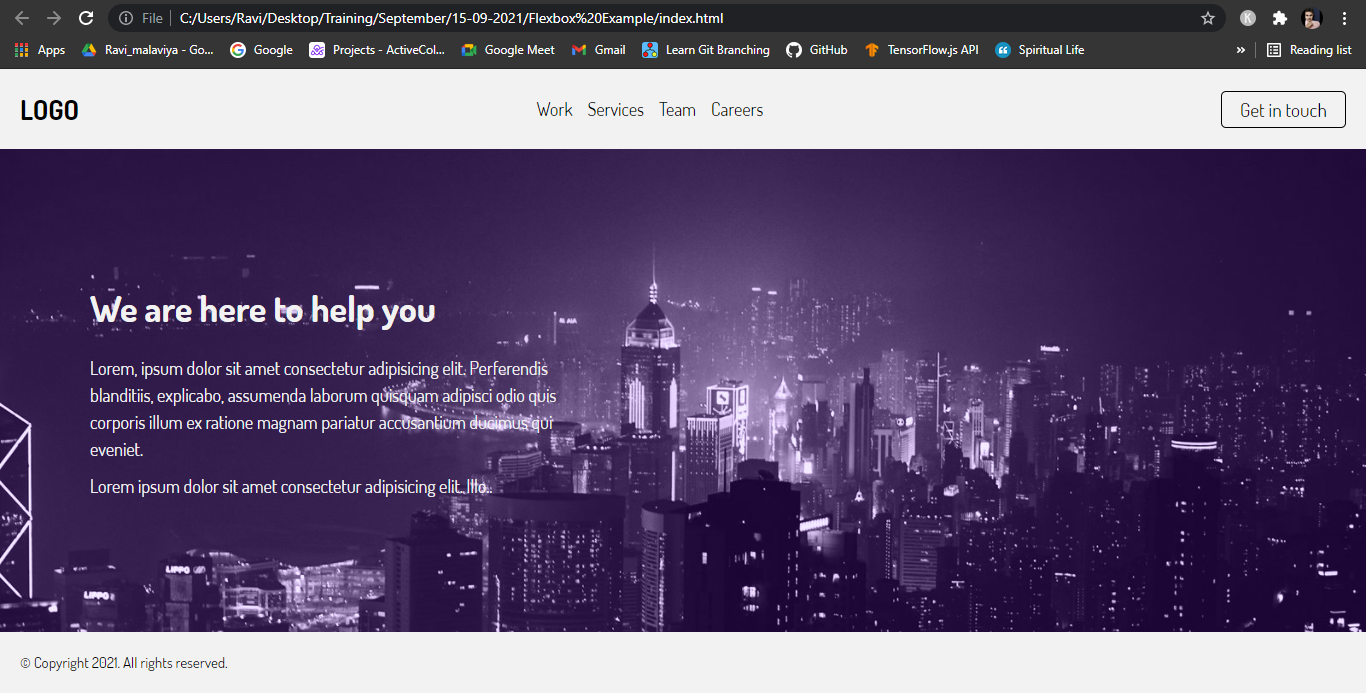 File | C:/Users/Ravi/Desktop/Training/September/15-09-2021/Flexbox%20Example/index.html
Apps Ravi_malaviya - Go... Google Projects - ActiveCol... Google Meet Gmail Learn Git Branching GitHub TensorFlow.js API Spiritual Life » Reading list
LOGO Work Services Team Careers Get in touch
We are here to help you
Lorem, ipsum dolor sit amet consectetur adipisicing elit. Perferendis
blanditiis, explicabo, assumenda laborum quisquam adipisci odio quis
corporis illum ex ratione magnam pariatur accusantium ducimus qui
eveniet.
Lorem ipsum dolor sit amet consectetur adipisicing elit. Illo..
LIPPO
LIPPO
© Copyright 2021. All rights reserved.